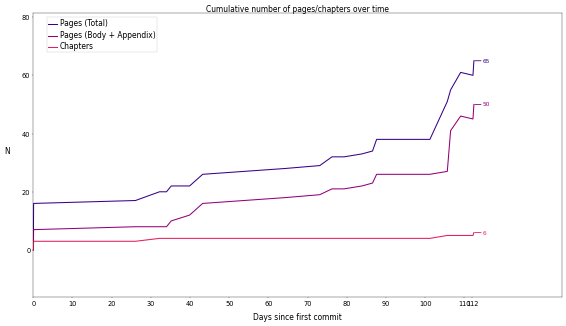 Cumulative number of pages/chapters over time
80
60
40
20
0
N
Pages (Total)
Pages (Body + Appendix)
Chapters
65
50
6
0 10 20 30 40 50 60 70 80 90 100 110 112
Days since first commit